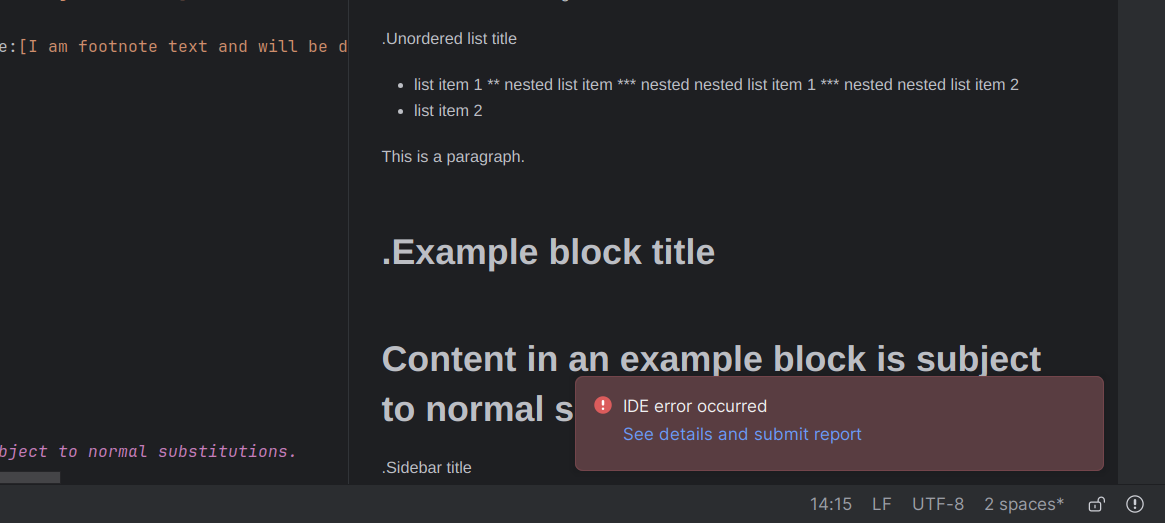 .Unordered list title
e:[I am footnote text and will be d
• list item 1 ** nested list item *** nested nested list item 1 *** nested nested list item 2
• list item 2
This is a paragraph.
.Example block title
Content in an example block is subject
to normal s
IDE error occurred
See details and submit report
bject to normal substitutions.
.Sidebar title
14:15 LF UTF-8 2 spaces*